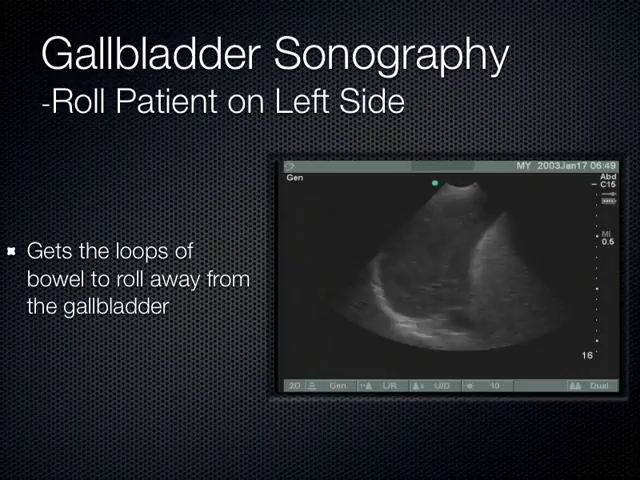 Gallbladder Sonography
-Roll Patient on Left Side
Gets the loops of
bowel to roll away from
the gallbladder
MY 2003Jan17 06:49
Gen
Abd
C15
MI
0.5
16
2D Gen L/R U/D 10 Dual